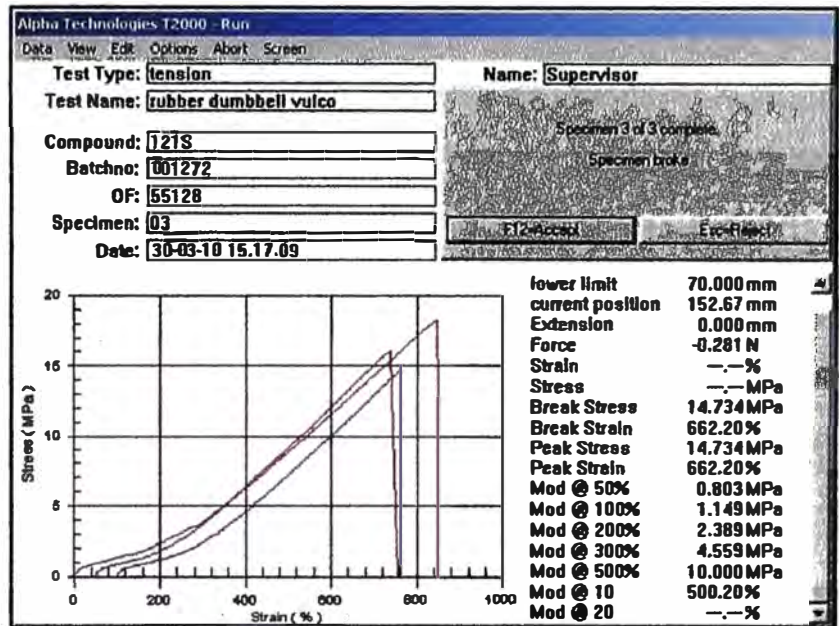 Alpha Technologies T2000 - Run
Data View Edit Options Abort Screen
Test Type: tension
Name: Supervisor
Test Name: rubber dumbbell vulco
Specimen 3 of 3 complete.
Specimen broke
Compound: 121S
Batchno: 001272
OF: 55128
Specimen: 03
F12-Accept Esc-Reject
Date: 30-03-10 15.17.09
lower limit 70.000 mm
current position 152.67 mm
Extension 0.000 mm
Force -0.281 N
Strain --.--%
Stress --.-- MPa
Break Stress 14.734 MPa
Break Strain 662.20%
Peak Stress 14.734 MPa
Peak Strain 662.20%
Mod @ 50% 0.803 MPa
Mod @ 100% 1.149 MPa
Mod @ 200% 2.389 MPa
Mod @ 300% 4.559 MPa
Mod @ 500% 10.000 MPa
Mod @ 10 500.20%
Mod @ 20 --.--%
Stress ( MPa )
20
15
10
5
0
0 200 400 600 800 1000
Strain ( % )